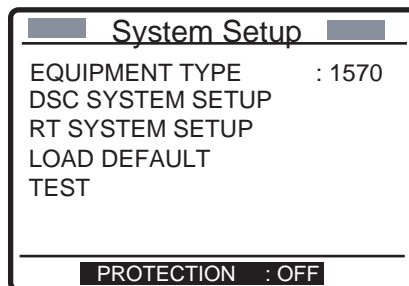 System Setup
EQUIPMENT TYPE : 1570
DSC SYSTEM SETUP
RT SYSTEM SETUP
LOAD DEFAULT
TEST
PROTECTION : OFF